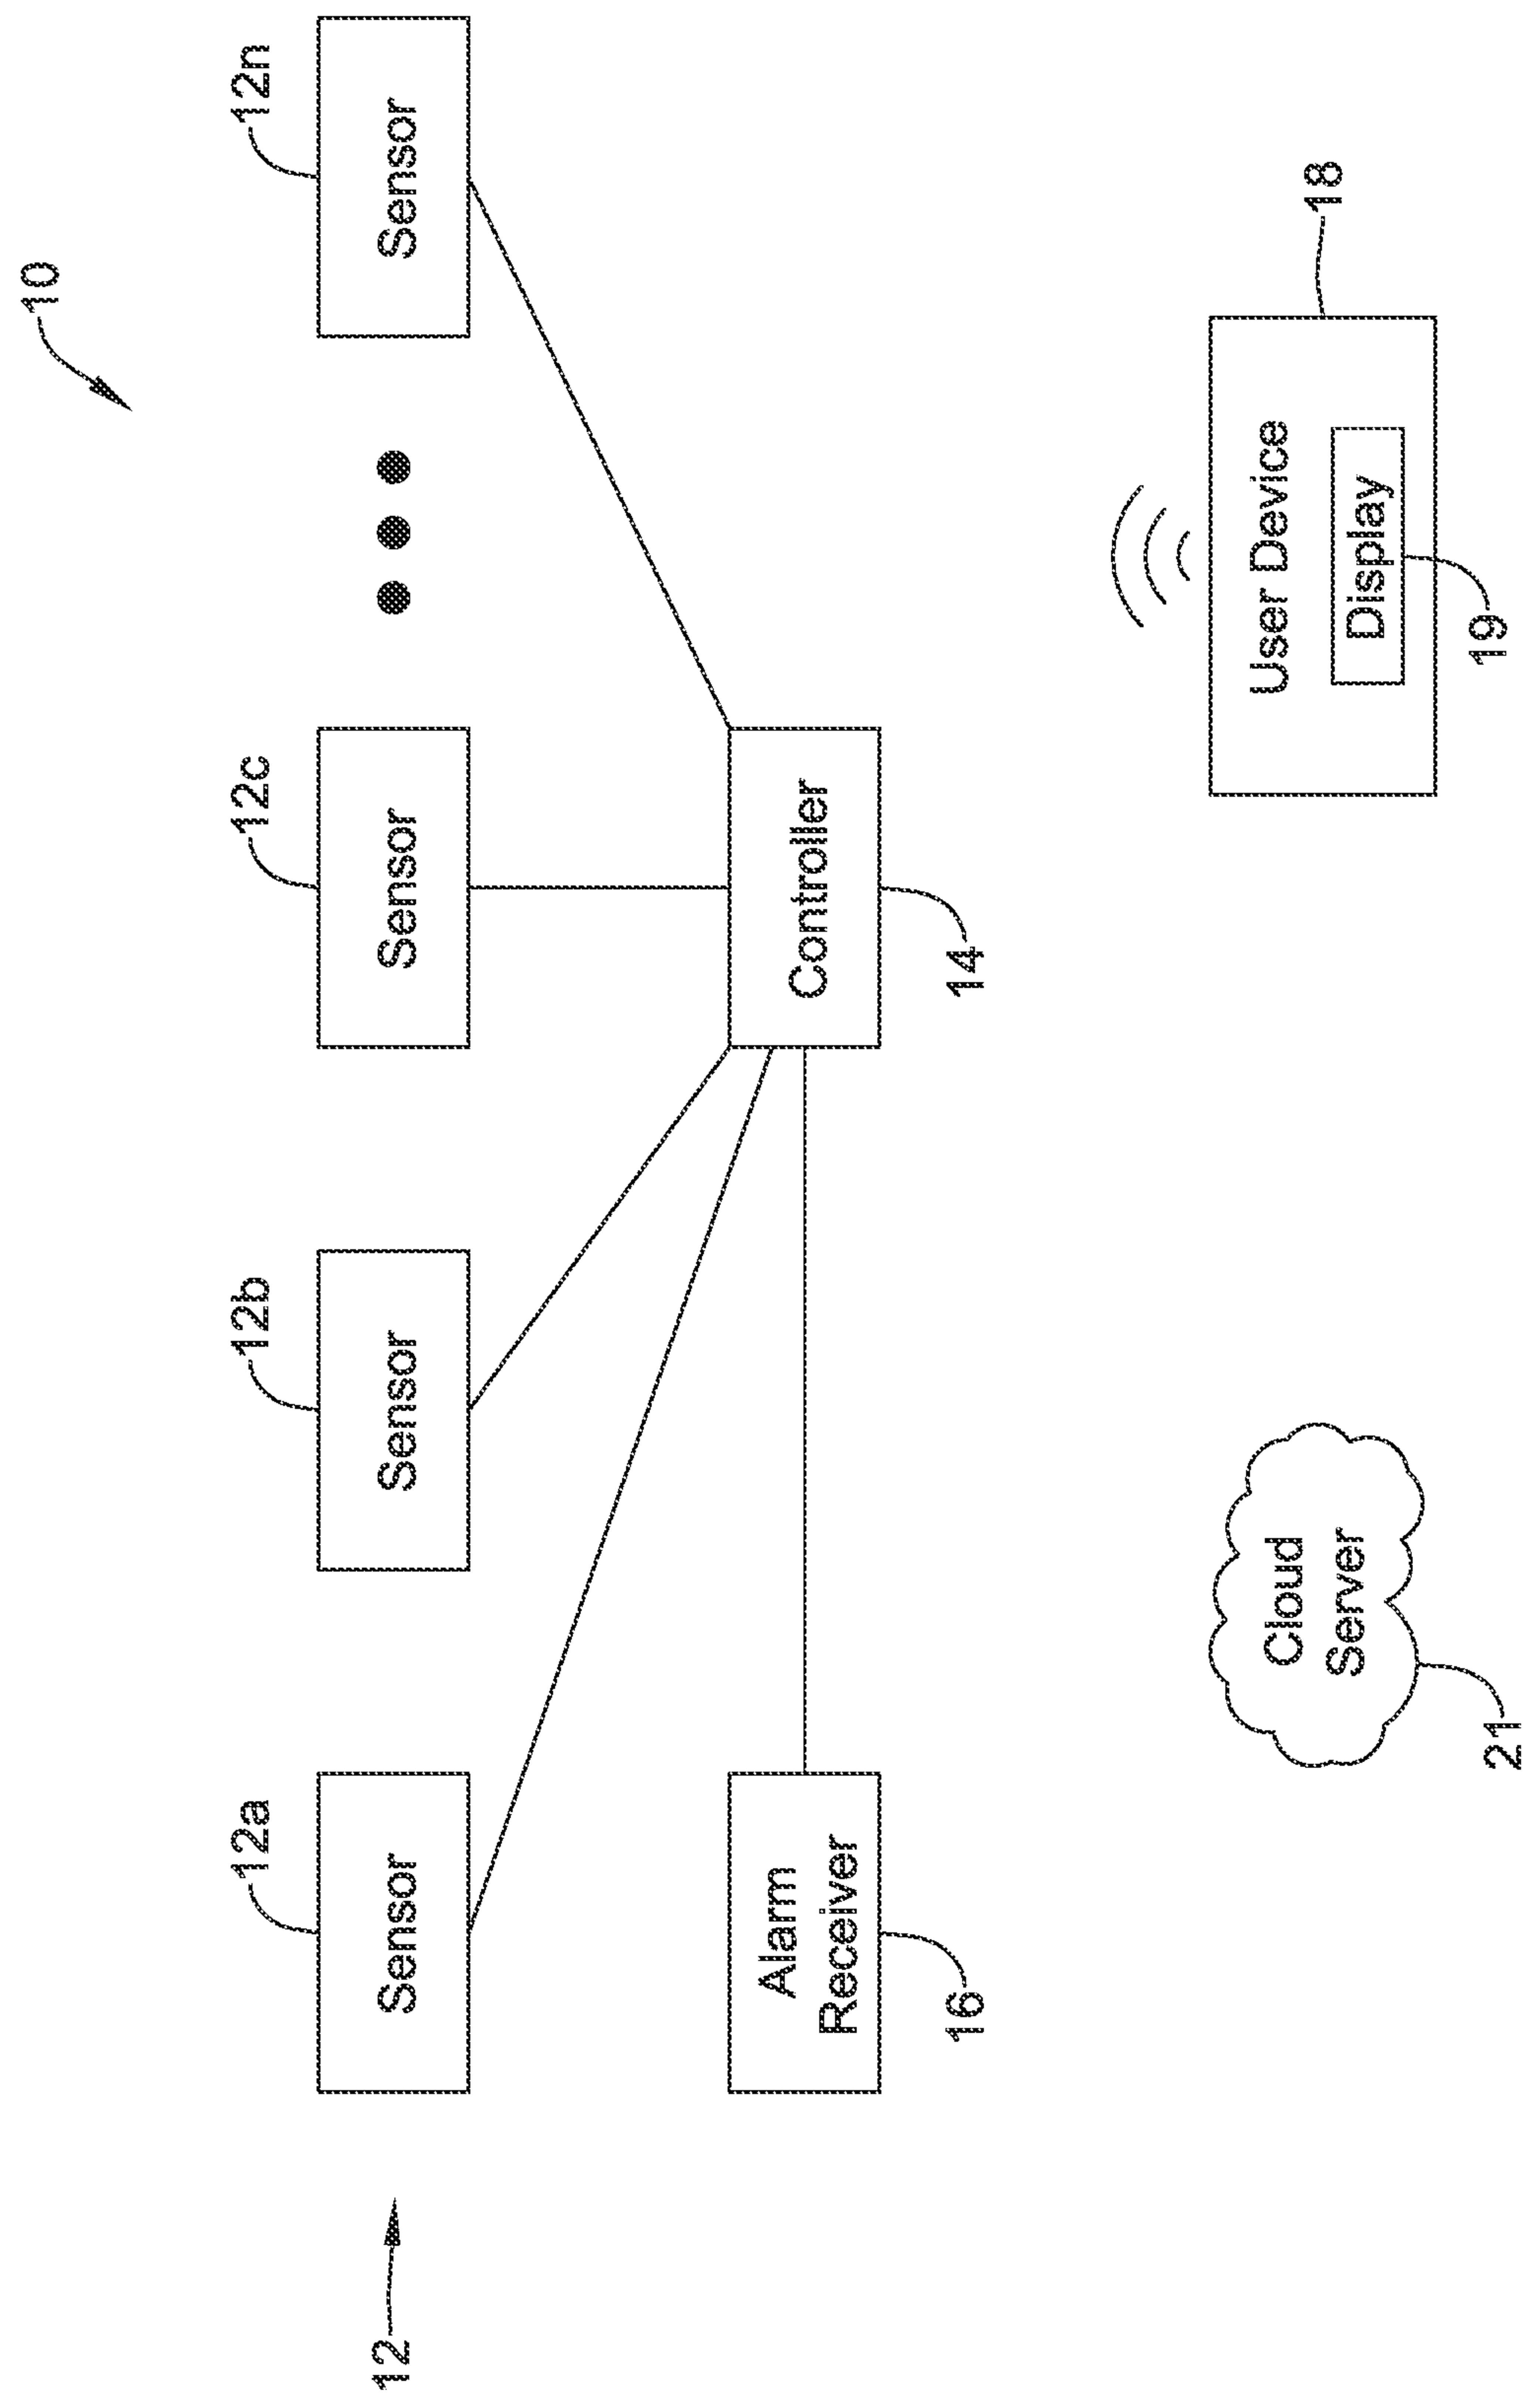 10
12
12a
12b
12c
12n
Sensor
Sensor
Sensor
Sensor
Alarm
Receiver
Controller
16
14
Cloud
Server
21
User Device
Display
18
19